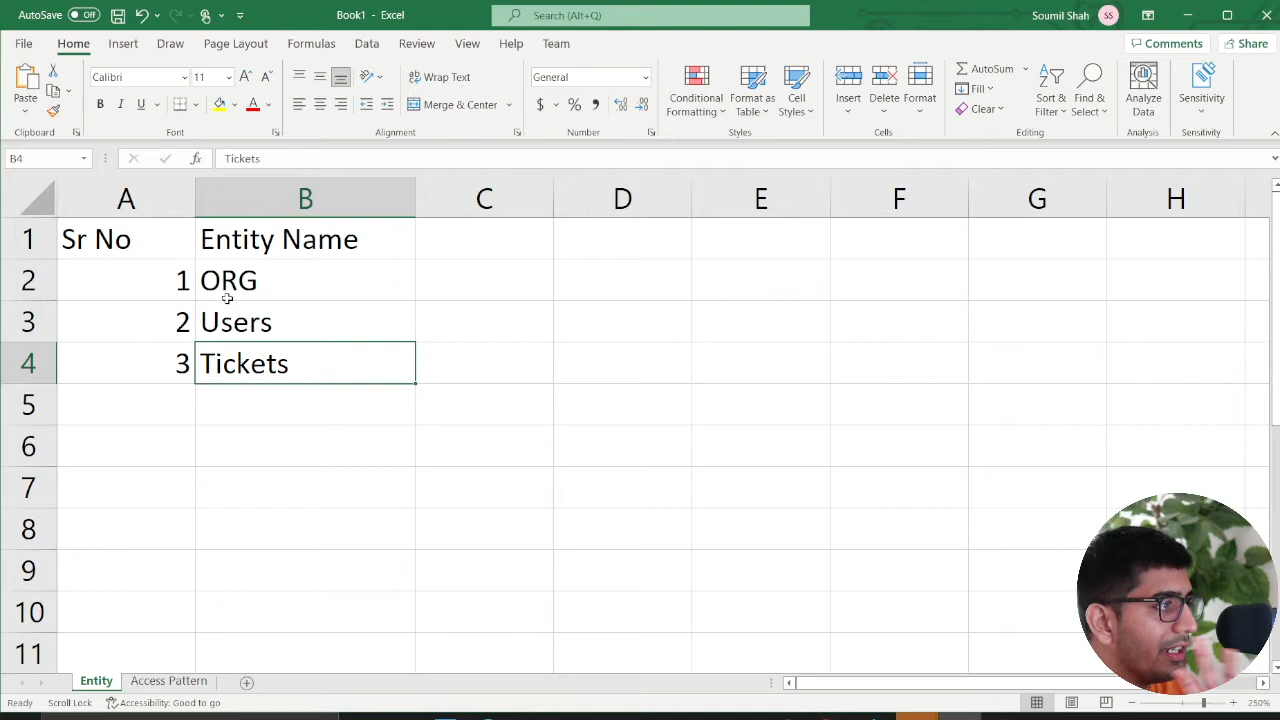 AutoSave Off Book1 - Excel Search (Alt+Q) Soumil Shah SS
File Home Insert Draw Page Layout Formulas Data Review View Help Team Comments Share
Paste Calibri 11 Wrap Text Merge & Center General Conditional Formatting Format as Table Cell Styles Insert Delete Format AutoSum Fill Clear Sort & Filter Find & Select Analyze Data Sensitivity
Clipboard Font Alignment Number Styles Cells Editing Analysis Sensitivity
B4 fx Tickets
A B C D E F G H
1 Sr No Entity Name
2 1 ORG
3 2 Users
4 3 Tickets
5
6
7
8
9
10
11
Entity Access Pattern
Ready Scroll Lock Accessibility: Good to go 250%